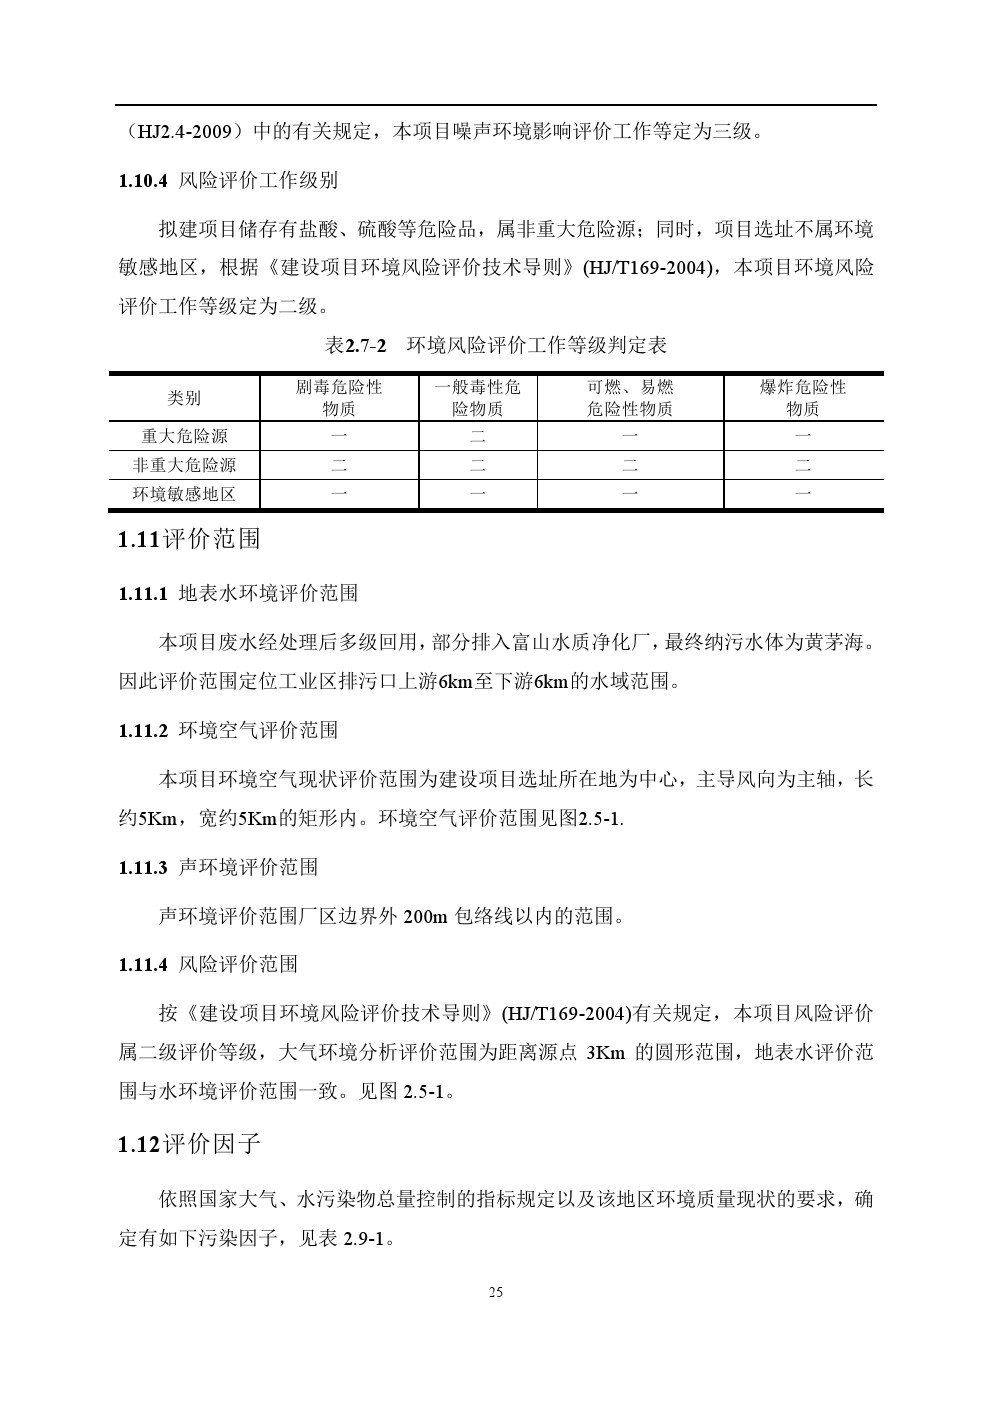 （HJ2.4-2009）中的有关规定，本项目噪声环境影响评价工作等定为三级。
1.10.4 风险评价工作级别
拟建项目储存有盐酸、硫酸等危险品，属非重大危险源；同时，项目选址不属环境
敏感地区，根据《建设项目环境风险评价技术导则》(HJ/T169-2004)，本项目环境风险
评价工作等级定为二级。
表2.7-2 环境风险评价工作等级判定表
类别 剧毒危险性物质 一般毒性危险物质 可燃、易燃危险性物质 爆炸危险性物质
重大危险源 一 二 一 一
非重大危险源 二 二 二 二
环境敏感地区 一 一 一 一
1.11评价范围
1.11.1 地表水环境评价范围
本项目废水经处理后多级回用，部分排入富山水质净化厂，最终纳污水体为黄茅海。
因此评价范围定位工业区排污口上游6km至下游6km的水域范围。
1.11.2 环境空气评价范围
本项目环境空气现状评价范围为建设项目选址所在地为中心，主导风向为主轴，长
约5Km，宽约5Km的矩形内。环境空气评价范围见图2.5-1.
1.11.3 声环境评价范围
声环境评价范围厂区边界外 200m 包络线以内的范围。
1.11.4 风险评价范围
按《建设项目环境风险评价技术导则》(HJ/T169-2004)有关规定，本项目风险评价
属二级评价等级，大气环境分析评价范围为距离源点 3Km 的圆形范围，地表水评价范
围与水环境评价范围一致。见图 2.5-1。
1.12评价因子
依照国家大气、水污染物总量控制的指标规定以及该地区环境质量现状的要求，确
定有如下污染因子，见表 2.9-1。
25